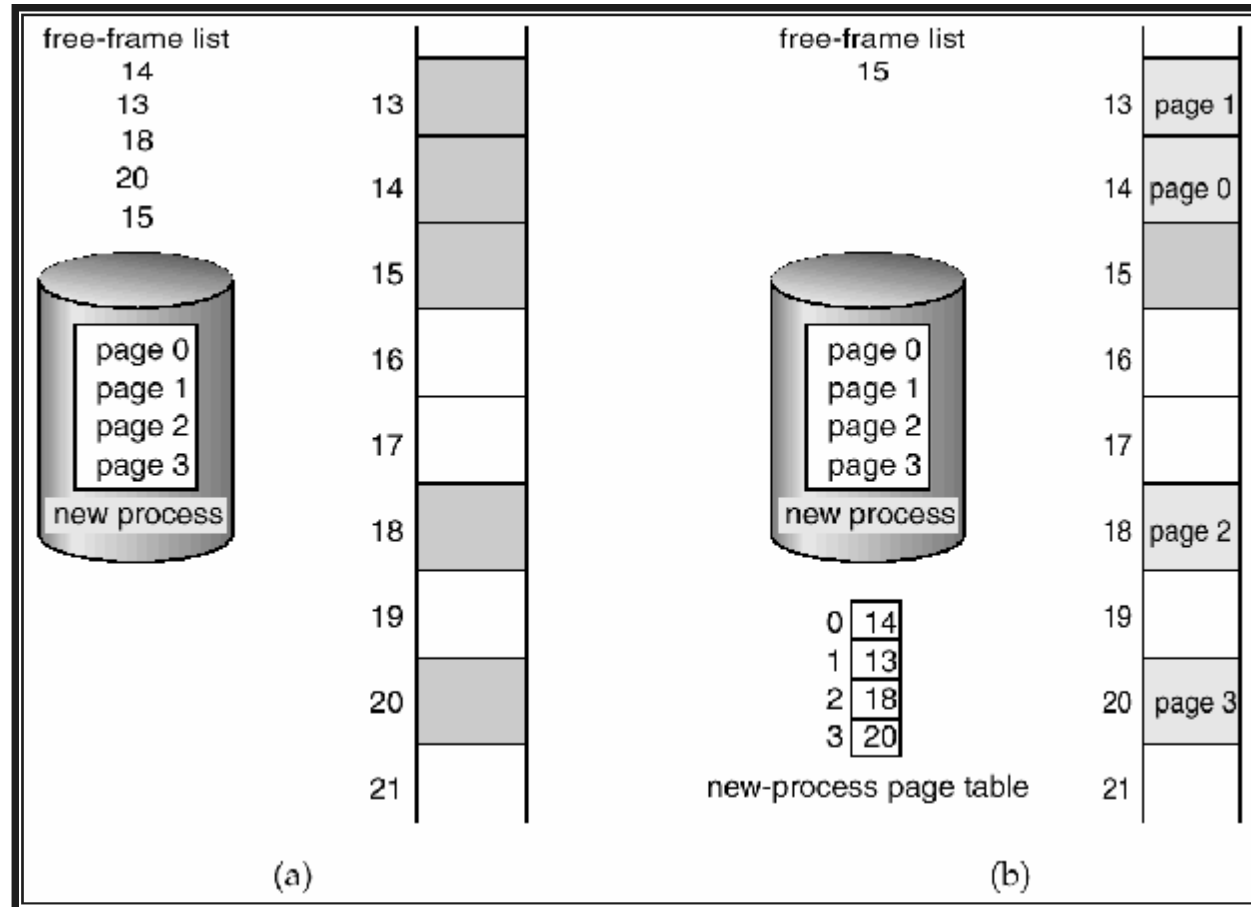 free-frame list
14
13
18
20
15
page 0
page 1
page 2
page 3
new process
13
14
15
16
17
18
19
20
21
(a)
free-frame list
15
page 0
page 1
page 2
page 3
new process
0 14
1 13
2 18
3 20
new-process page table
13 page 1
14 page 0
15
16
17
18 page 2
19
20 page 3
21
(b)